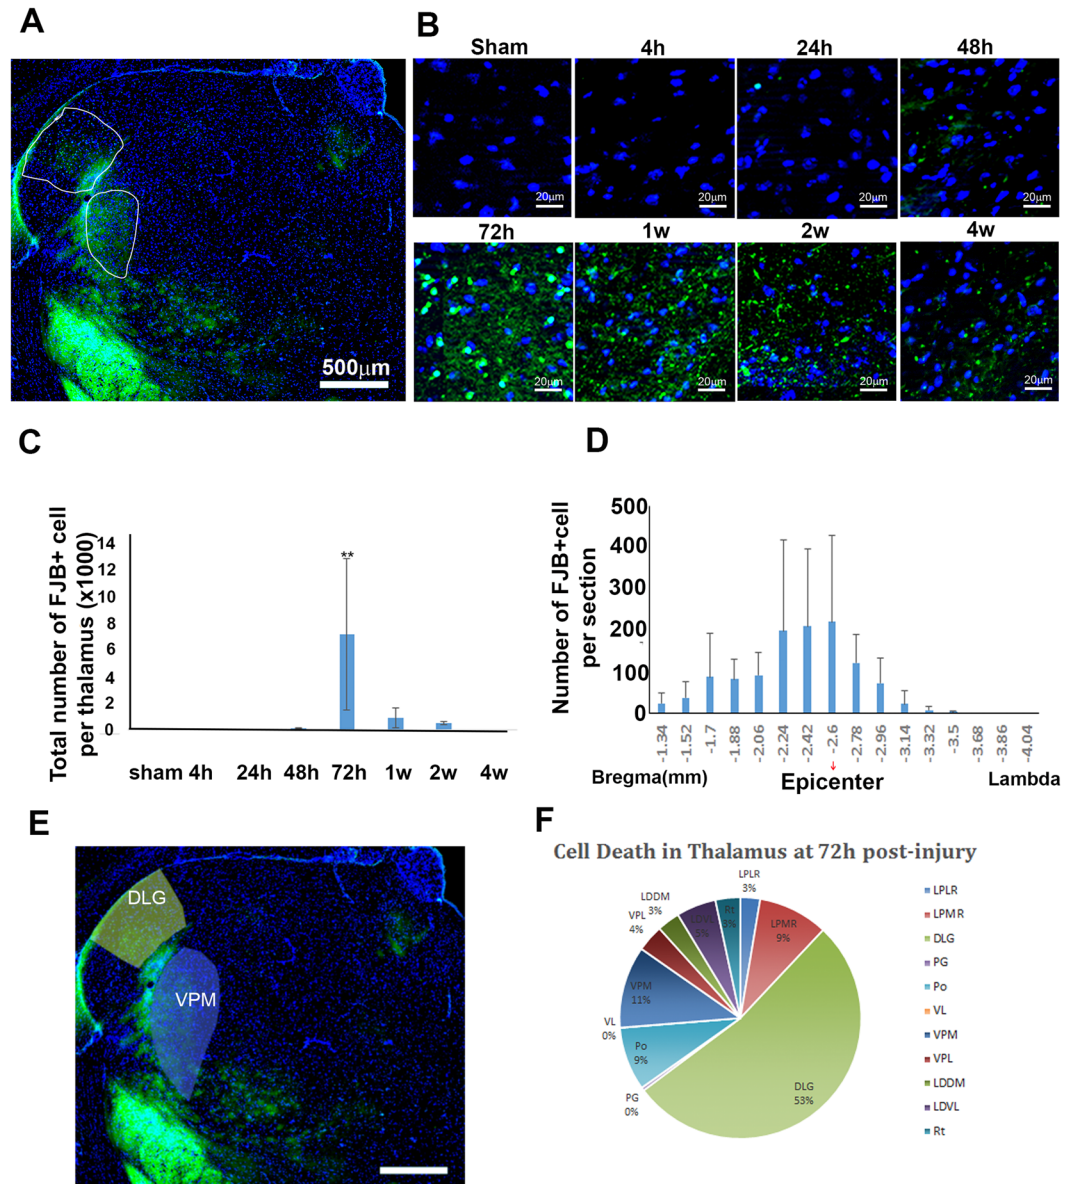 A
500μm
B
Sham 4h 24h 48h
20μm 20μm 20μm 20μm
72h 1w 2w 4w
20μm 20μm 20μm 20μm
C
Total number of FJB+ cell
per thalamus (x1000)
14
12
10
8
6
4
2
0
**
sham 4h 24h 48h 72h 1w 2w 4w
D
Number of FJB+cell
per section
500
400
300
200
100
0
-1.34 -1.52 -1.7 -1.88 -2.06 -2.24 -2.42 -2.6 -2.78 -2.96 -3.14 -3.32 -3.5 -3.68 -3.86 -4.04
Bregma(mm) Epicenter Lambda
E
DLG
VPM
F
Cell Death in Thalamus at 72h post-injury
LPLR
3%
LPMR
9%
DLG
53%
PG
0%
Po
9%
VL
0%
VPM
11%
VPL
4%
LDDM
3%
LDVL
5%
Rt
3%
LPLR
LPMR
DLG
PG
Po
VL
VPM
VPL
LDDM
LDVL
Rt